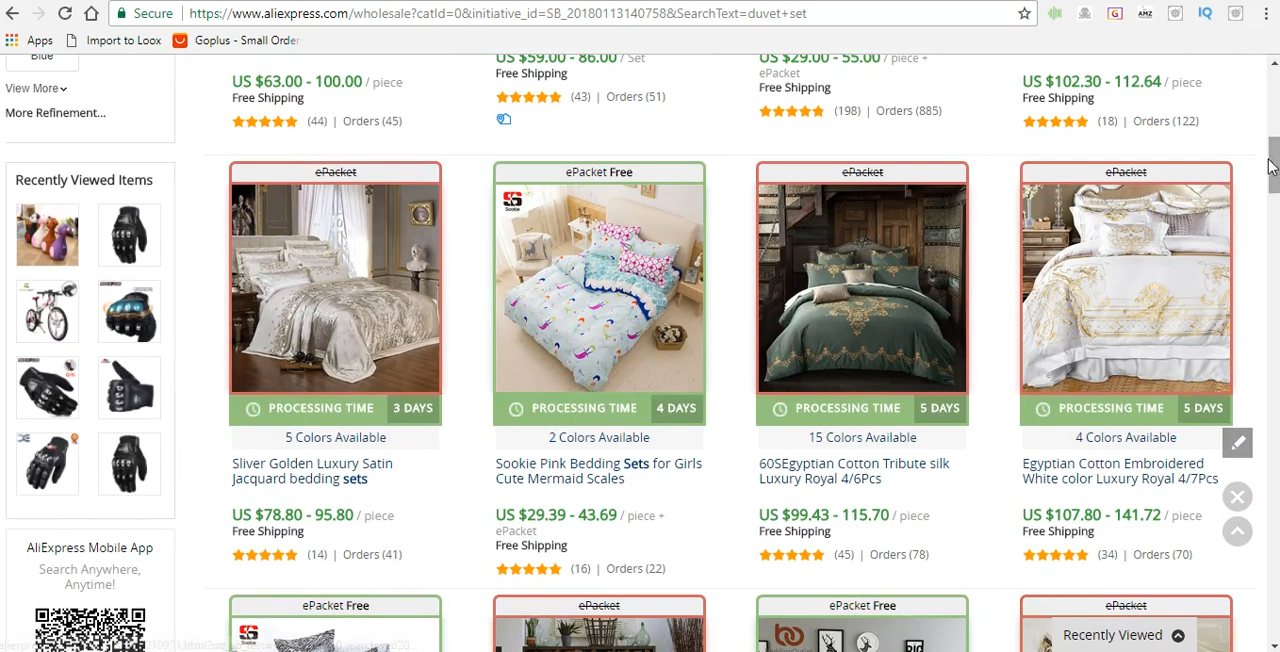 Secure
https://www.aliexpress.com/wholesale?catId=0&initiative_id=SB_20180113140758&SearchText=duvet+set
G
AMZ
IQ
Apps
Import to Loox
Goplus - Small Order
Blue
View More
More Refinement...
US $63.00 - 100.00 / piece
Free Shipping
(44) | Orders (45)
US $59.00 - 86.00 / Set
Free Shipping
(43) | Orders (51)
US $29.00 - 55.00 / piece +
ePacket
Free Shipping
(198) | Orders (885)
US $102.30 - 112.64 / piece
Free Shipping
(18) | Orders (122)
Recently Viewed Items
ePacket
PROCESSING TIME 3 DAYS
5 Colors Available
Sliver Golden Luxury Satin
Jacquard bedding sets
US $78.80 - 95.80 / piece
Free Shipping
(14) | Orders (41)
ePacket Free
Sookie
PROCESSING TIME 4 DAYS
2 Colors Available
Sookie Pink Bedding Sets for Girls
Cute Mermaid Scales
US $29.39 - 43.69 / piece +
ePacket
Free Shipping
(16) | Orders (22)
ePacket
PROCESSING TIME 5 DAYS
15 Colors Available
60SEgyptian Cotton Tribute silk
Luxury Royal 4/6Pcs
US $99.43 - 115.70 / piece
Free Shipping
(45) | Orders (78)
ePacket
PROCESSING TIME 5 DAYS
4 Colors Available
Egyptian Cotton Embroidered
White color Luxury Royal 4/7Pcs
US $107.80 - 141.72 / piece
Free Shipping
(34) | Orders (70)
AliExpress Mobile App
Search Anywhere,
Anytime!
ePacket Free
ePacket
ePacket Free
ePacket
BIG
Recently Viewed